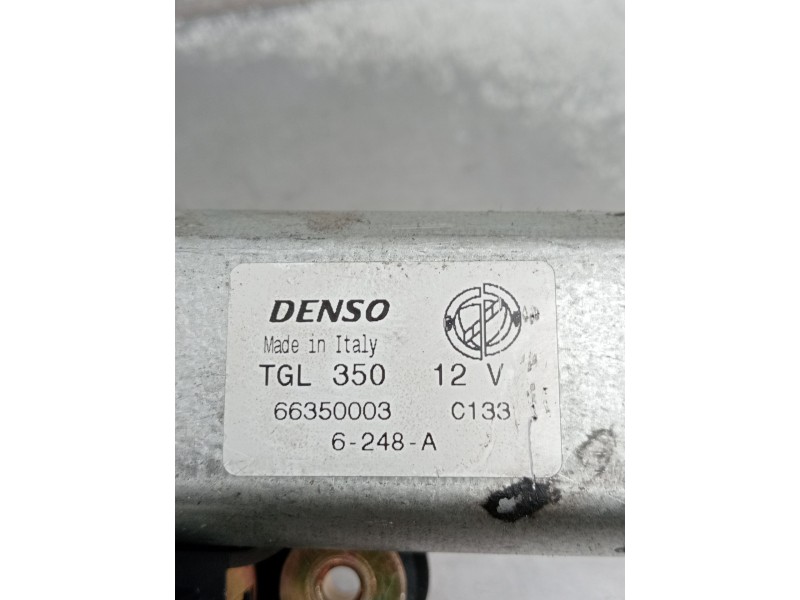 DENSO
Made in Italy
TGL 350 12 V
66350003 C133
6-248-A